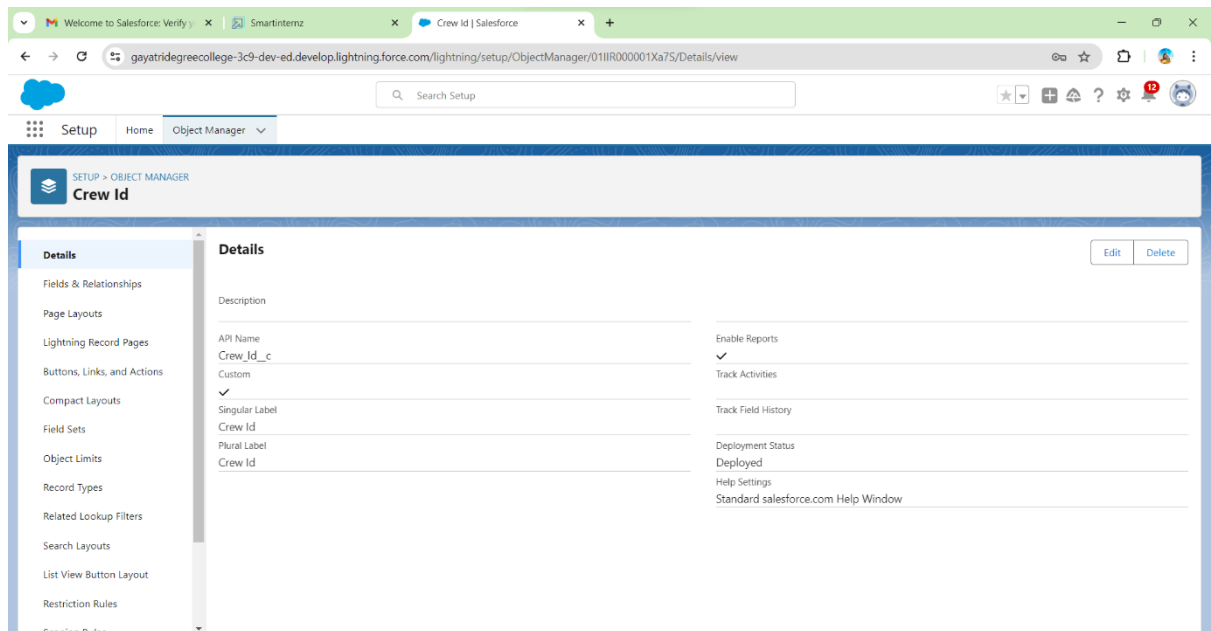 Welcome to Salesforce: Verify y
Smartinternz
Crew Id | Salesforce
gayatridegreecollege-3c9-dev-ed.develop.lightning.force.com/lightning/setup/ObjectManager/01IIR000001Xa7S/Details/view
Search Setup
12
Setup
Home
Object Manager
SETUP > OBJECT MANAGER
Crew Id
Details
Fields & Relationships
Page Layouts
Lightning Record Pages
Buttons, Links, and Actions
Compact Layouts
Field Sets
Object Limits
Record Types
Related Lookup Filters
Search Layouts
List View Button Layout
Restriction Rules
Details
Edit
Delete
Description
API Name
Crew_Id__c
Custom
Singular Label
Crew Id
Plural Label
Crew Id
Enable Reports
Track Activities
Track Field History
Deployment Status
Deployed
Help Settings
Standard salesforce.com Help Window